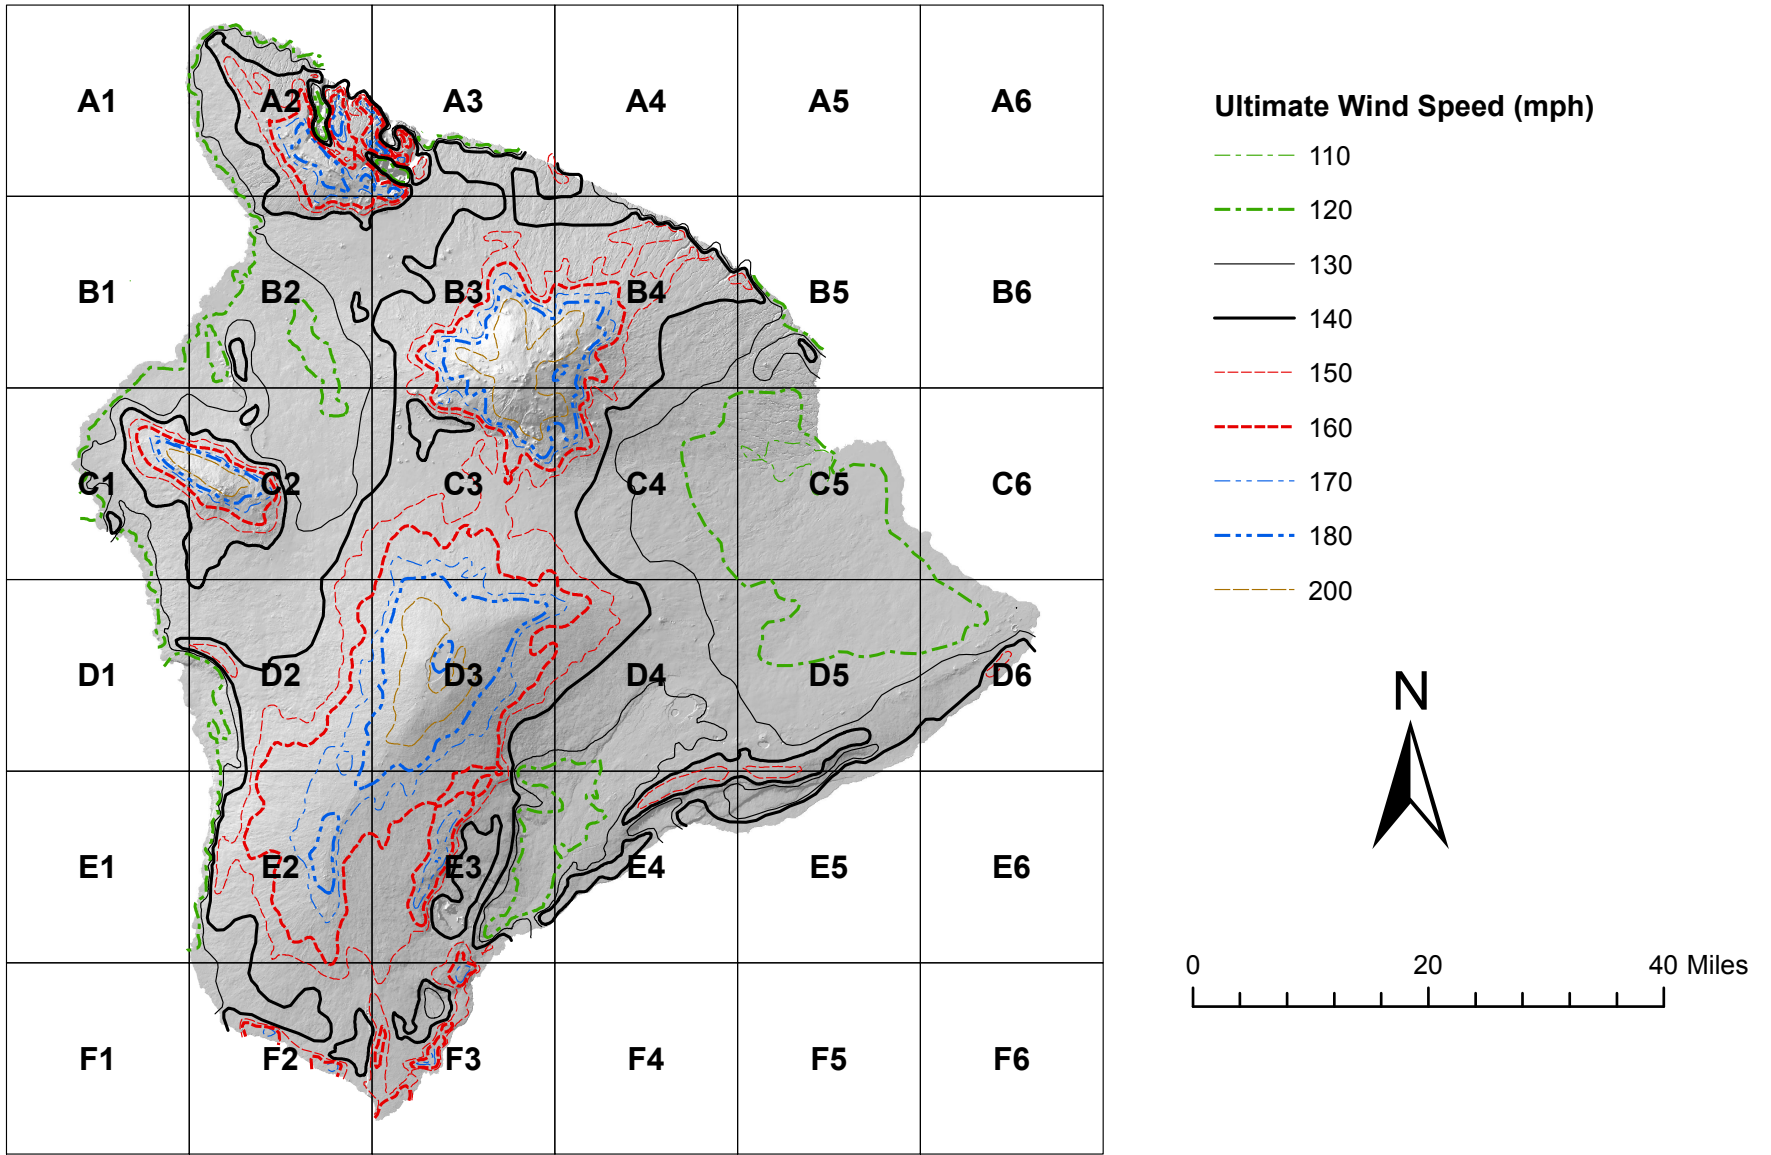 A1 A2 A3 A4 A5 A6
B1 B2 B3 B4 B5 B6
C1 C2 C3 C4 C5 C6
D1 D2 D3 D4 D5 D6
E1 E2 E3 E4 E5 E6
F1 F2 F3 F4 F5 F6
Ultimate Wind Speed (mph)
110
120
130
140
150
160
170
180
200
N
0 20 40 Miles